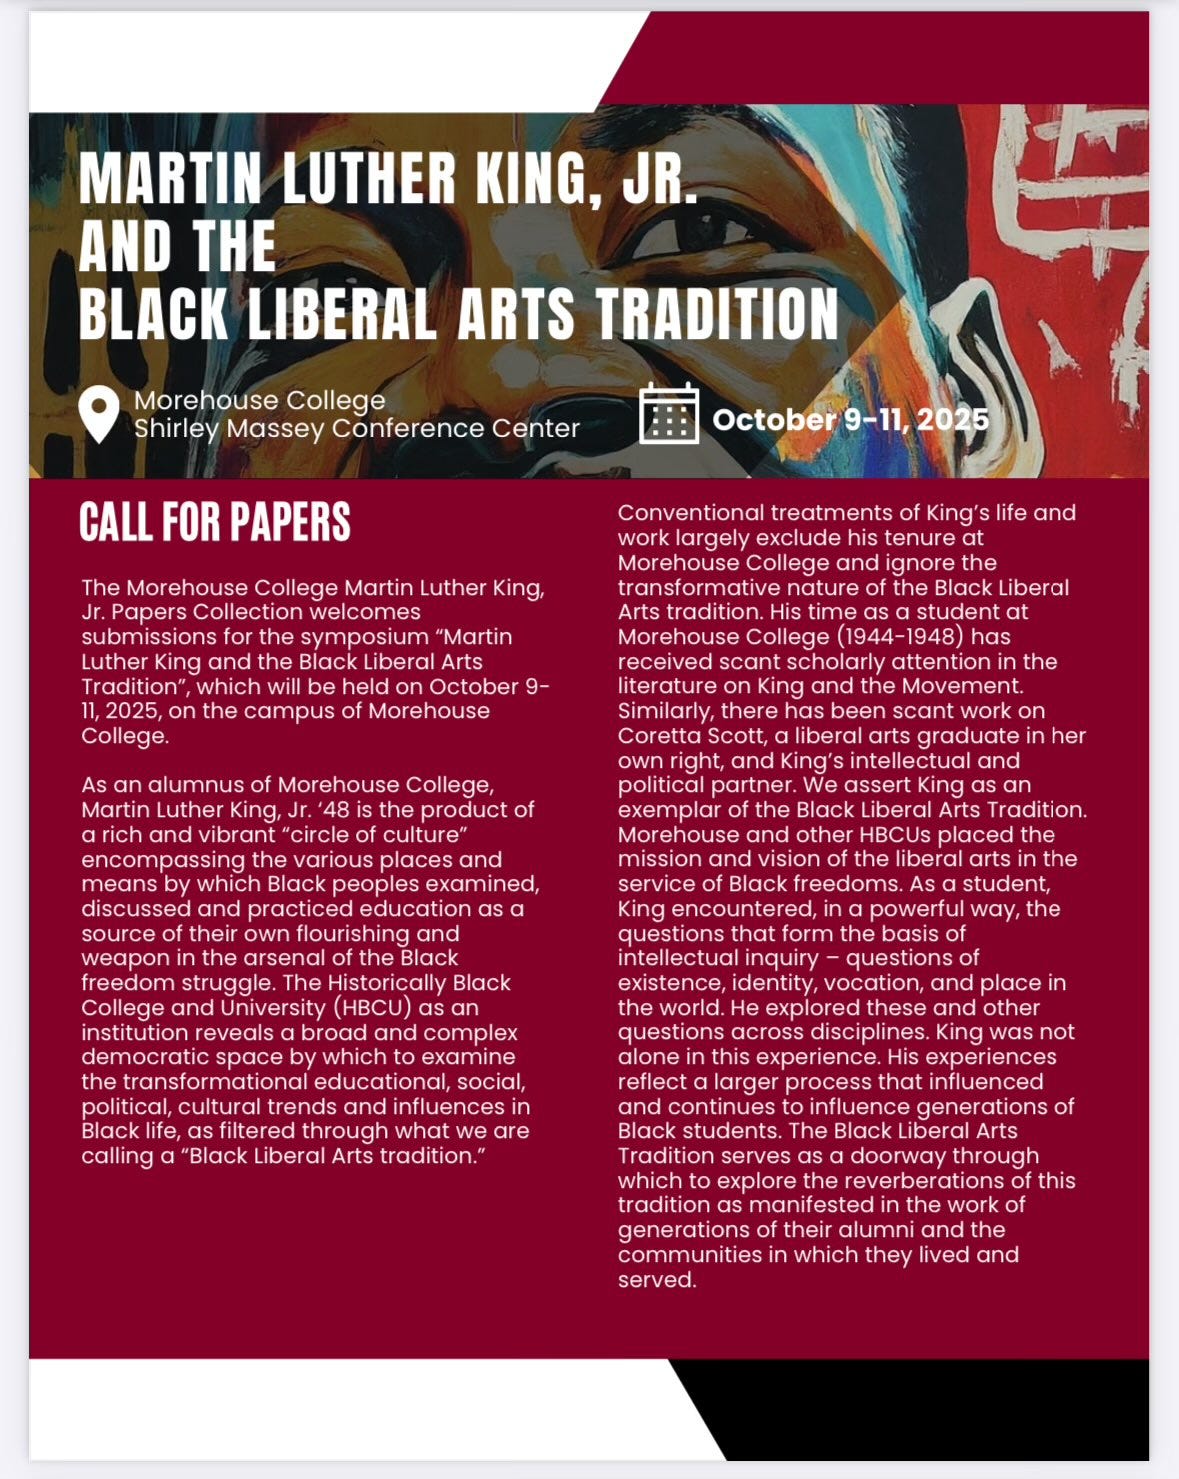 MARTIN LUTHER KING, JR.
AND THE
BLACK LIBERAL ARTS TRADITION
Morehouse College
Shirley Massey Conference Center
October 9-11, 2025
CALL FOR PAPERS
The Morehouse College Martin Luther King,
Jr. Papers Collection welcomes
submissions for the symposium “Martin
Luther King and the Black Liberal Arts
Tradition”, which will be held on October 9-
11, 2025, on the campus of Morehouse
College.
As an alumnus of Morehouse College,
Martin Luther King, Jr. ‘48 is the product of
a rich and vibrant “circle of culture”
encompassing the various places and
means by which Black peoples examined,
discussed and practiced education as a
source of their own flourishing and
weapon in the arsenal of the Black
freedom struggle. The Historically Black
College and University (HBCU) as an
institution reveals a broad and complex
democratic space by which to examine
the transformational educational, social,
political, cultural trends and influences in
Black life, as filtered through what we are
calling a “Black Liberal Arts tradition.”
Conventional treatments of King’s life and
work largely exclude his tenure at
Morehouse College and ignore the
transformative nature of the Black Liberal
Arts tradition. His time as a student at
Morehouse College (1944-1948) has
received scant scholarly attention in the
literature on King and the Movement.
Similarly, there has been scant work on
Coretta Scott, a liberal arts graduate in her
own right, and King’s intellectual and
political partner. We assert King as an
exemplar of the Black Liberal Arts Tradition.
Morehouse and other HBCUs placed the
mission and vision of the liberal arts in the
service of Black freedoms. As a student,
King encountered, in a powerful way, the
questions that form the basis of
intellectual inquiry – questions of
existence, identity, vocation, and place in
the world. He explored these and other
questions across disciplines. King was not
alone in this experience. His experiences
reflect a larger process that influenced
and continues to influence generations of
Black students. The Black Liberal Arts
Tradition serves as a doorway through
which to explore the reverberations of this
tradition as manifested in the work of
generations of their alumni and the
communities in which they lived and
served.